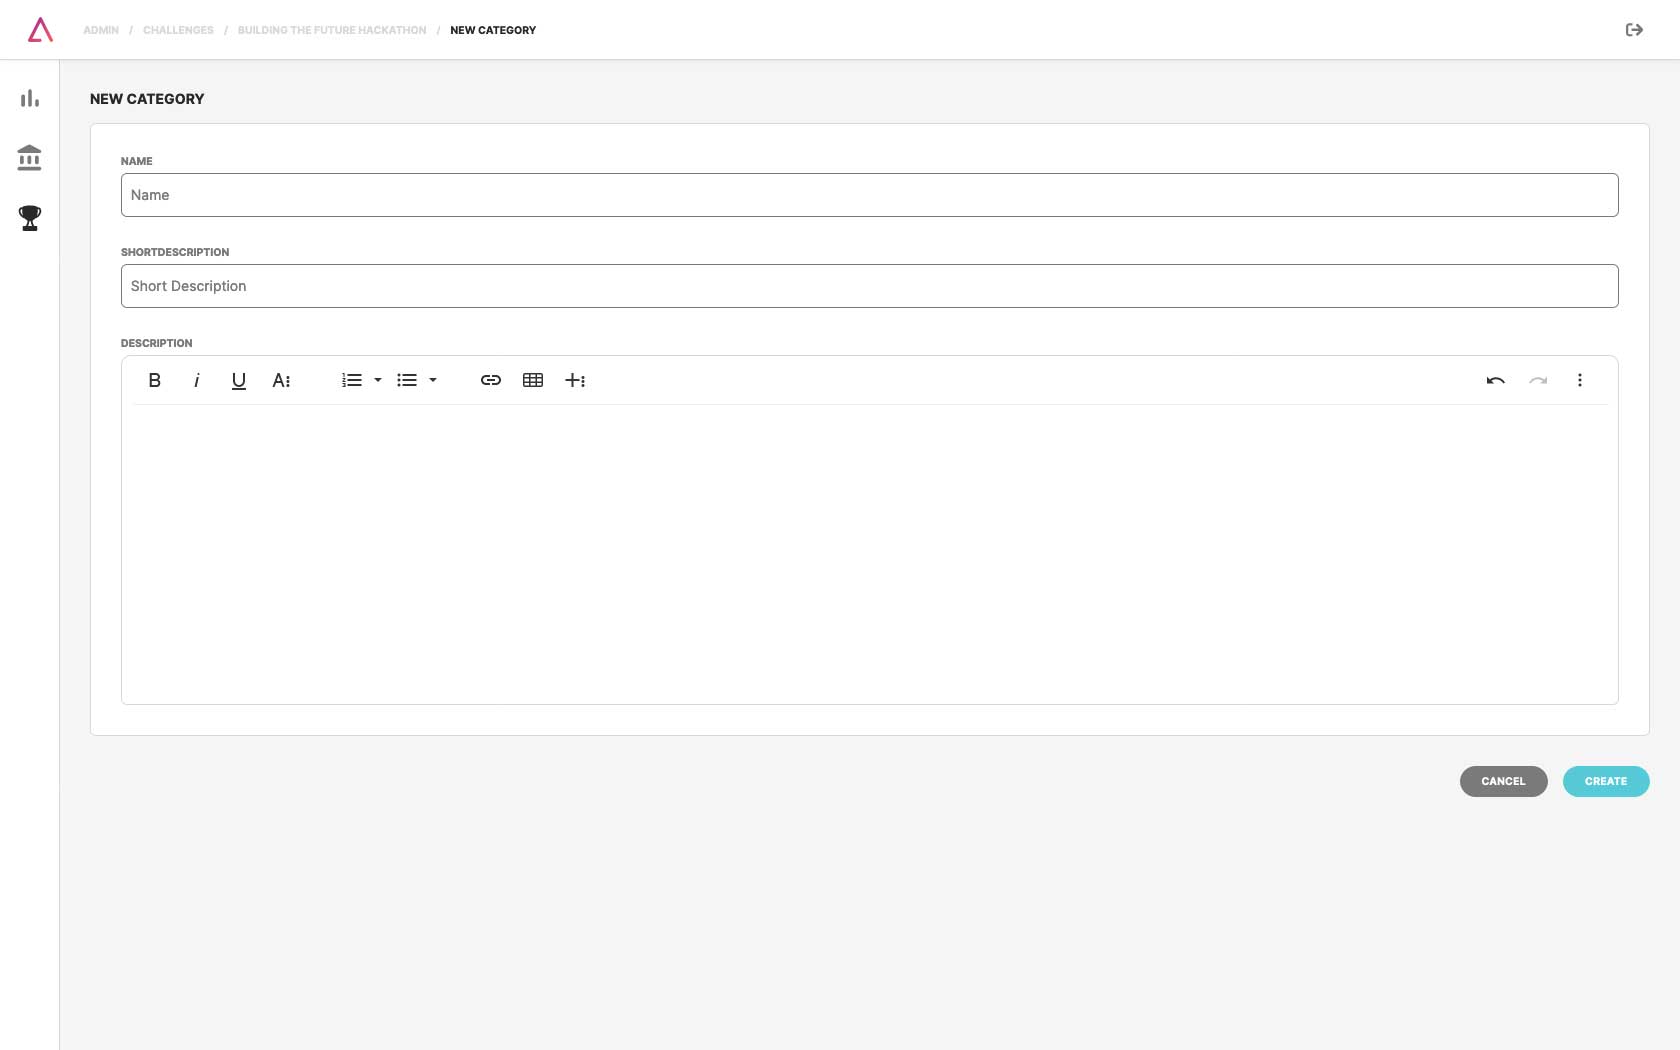 ADMIN / CHALLENGES / BUILDING THE FUTURE HACKATHON / NEW CATEGORY
NEW CATEGORY
NAME
Name
SHORTDESCRIPTION
Short Description
DESCRIPTION
CANCEL CREATE